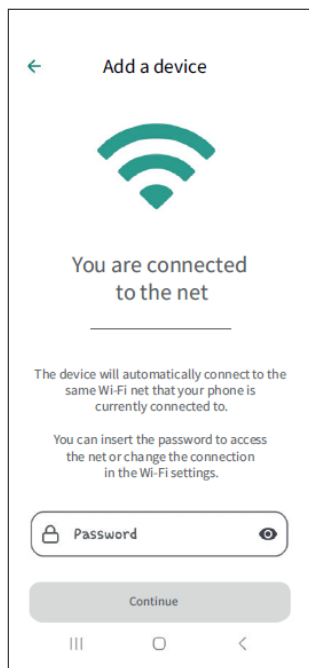 Add a device
You are connected
to the net
The device will automatically connect to the
same Wi-Fi net that your phone is
currently connected to.
You can insert the password to access
the net or change the connection
in the Wi-Fi settings.
Password
Continue